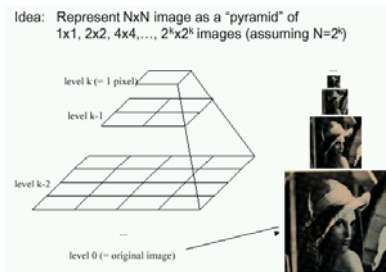 Idea: Represent NxN image as a "pyramid" of
1x1, 2x2, 4x4,..., 2ᵏx2ᵏ images (assuming N=2ᵏ)
level k (= 1 pixel)
level k-1
level k-2
...
level 0 (= original image)
...